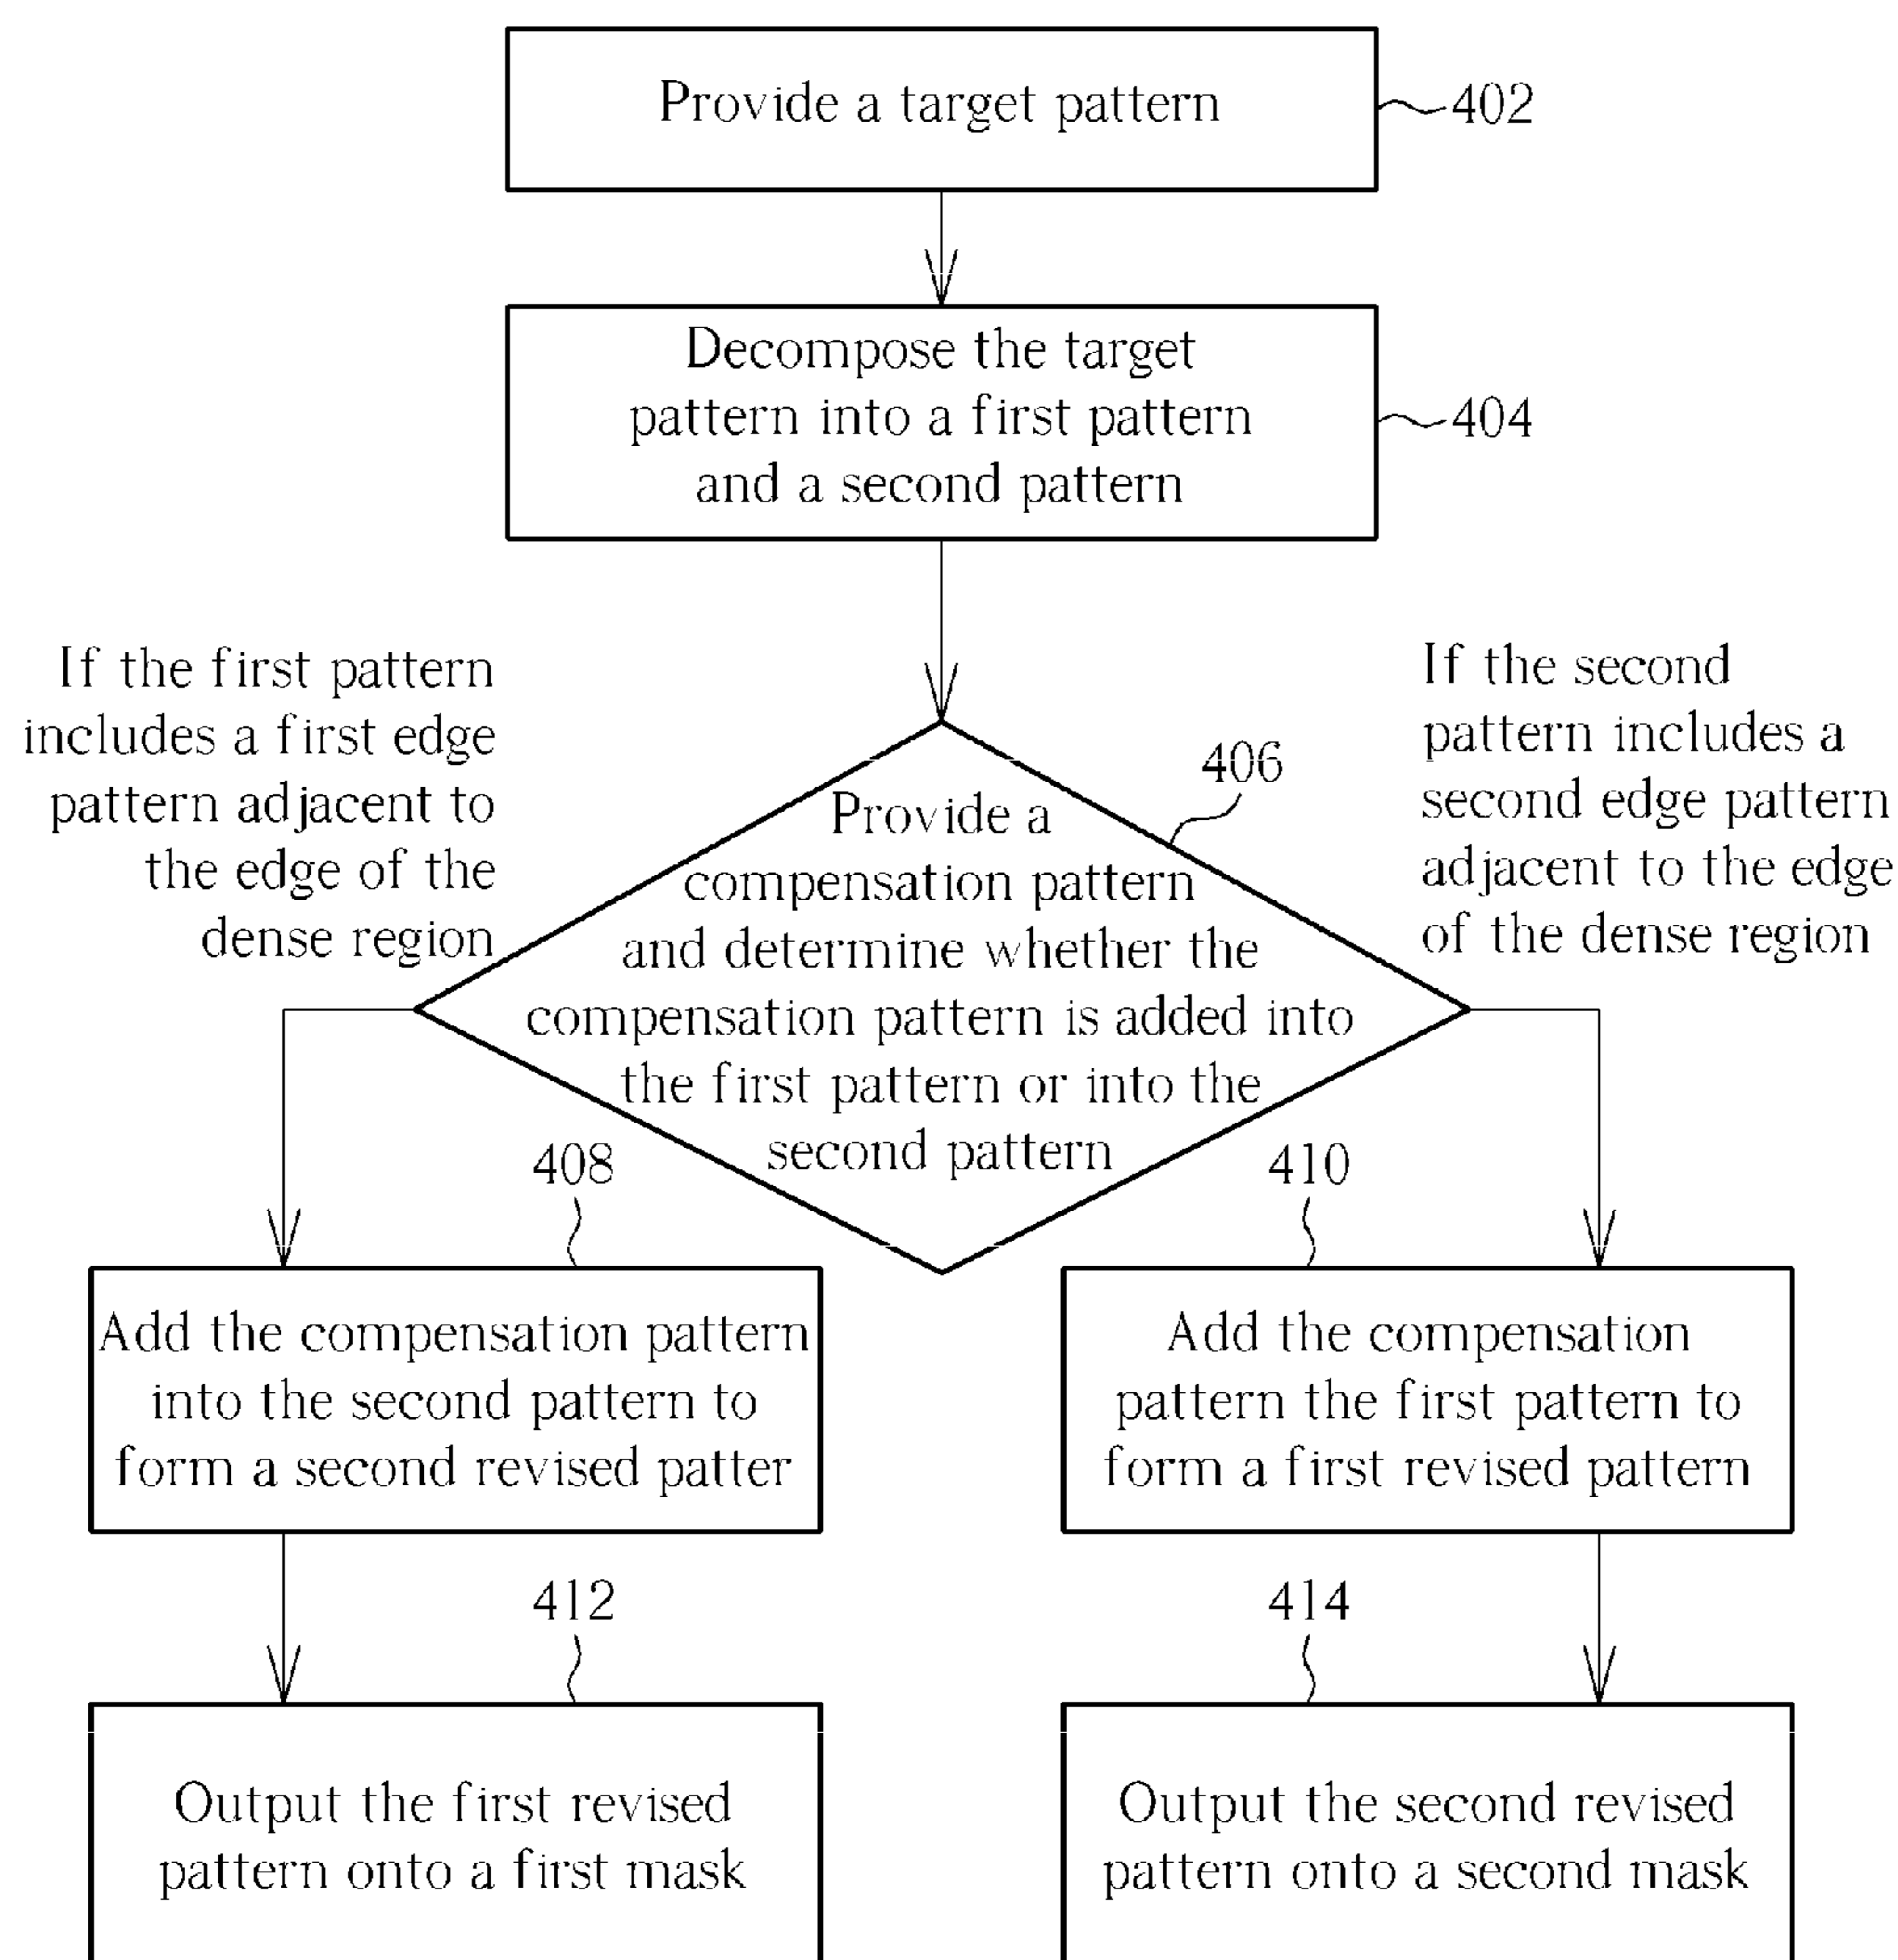 Provide a target pattern
402
Decompose the target
pattern into a first pattern
and a second pattern
404
If the first pattern
includes a first edge
pattern adjacent to
the edge of the
dense region
If the second
pattern includes a
second edge pattern
adjacent to the edge
of the dense region
406
Provide a
compensation pattern
and determine whether the
compensation pattern is added into
the first pattern or into the
second pattern
408
410
Add the compensation pattern
into the second pattern to
form a second revised patter
Add the compensation
pattern the first pattern to
form a first revised pattern
412
414
Output the first revised
pattern onto a first mask
Output the second revised
pattern onto a second mask